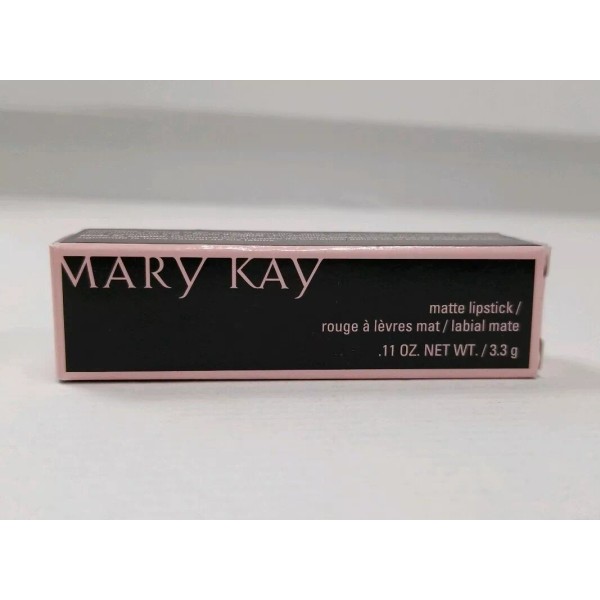 MARY KAY
matte lipstick /
rouge à lèvres mat / labial mate
.11 OZ. NET WT. / 3.3 g